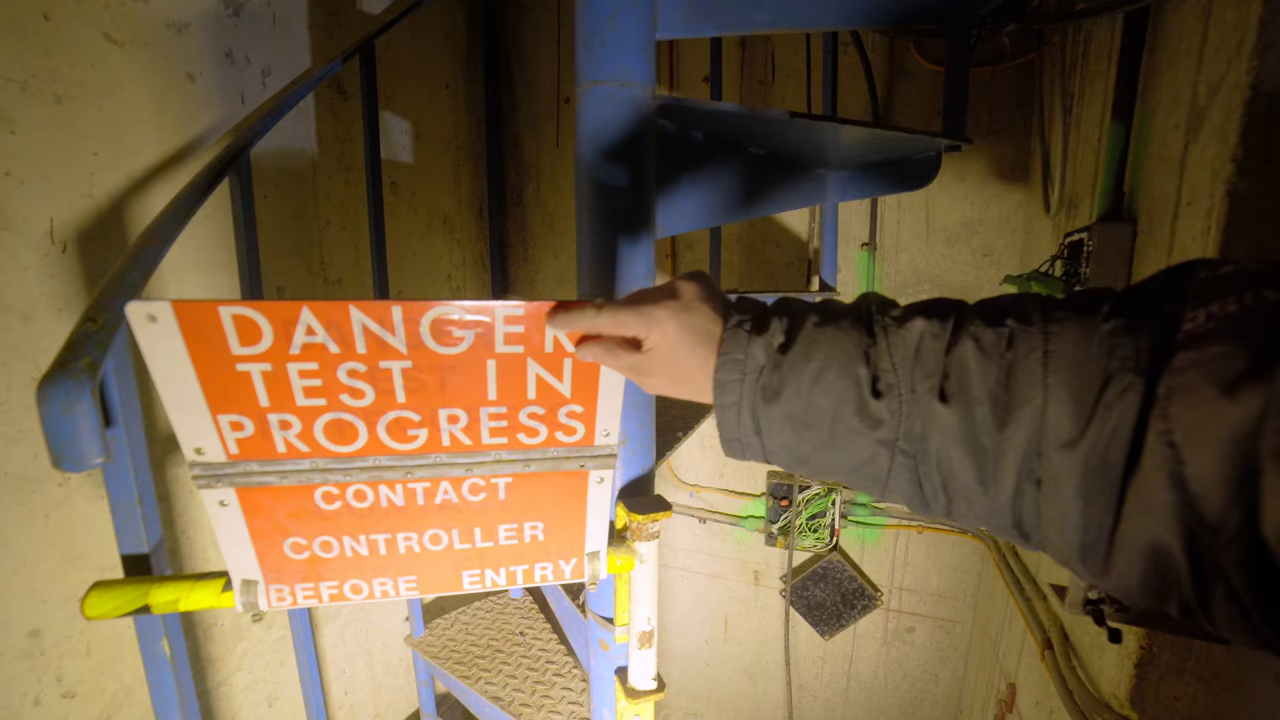 DANGER
TEST IN
PROGRESS
CONTACT
CONTROLLER
BEFORE ENTRY